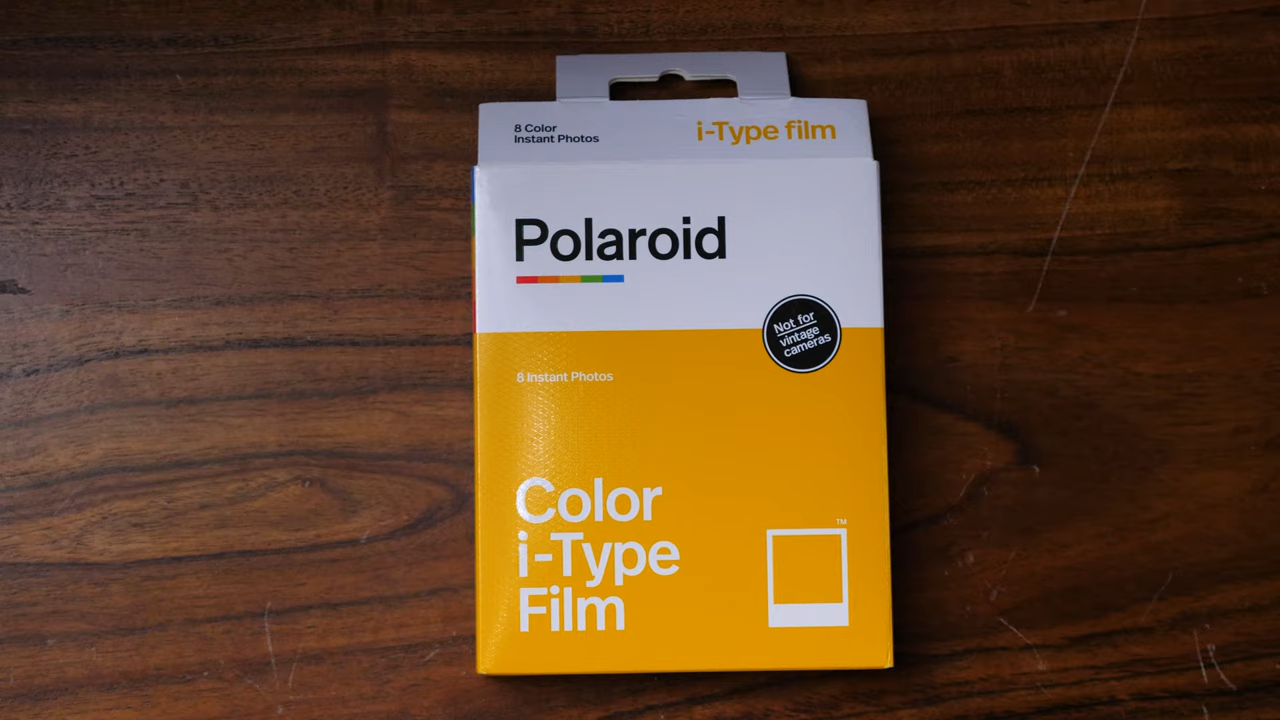 8 Color
Instant Photos
i-Type film
Polaroid
Not for
vintage
cameras
8 Instant Photos
Color
i-Type
Film
TM